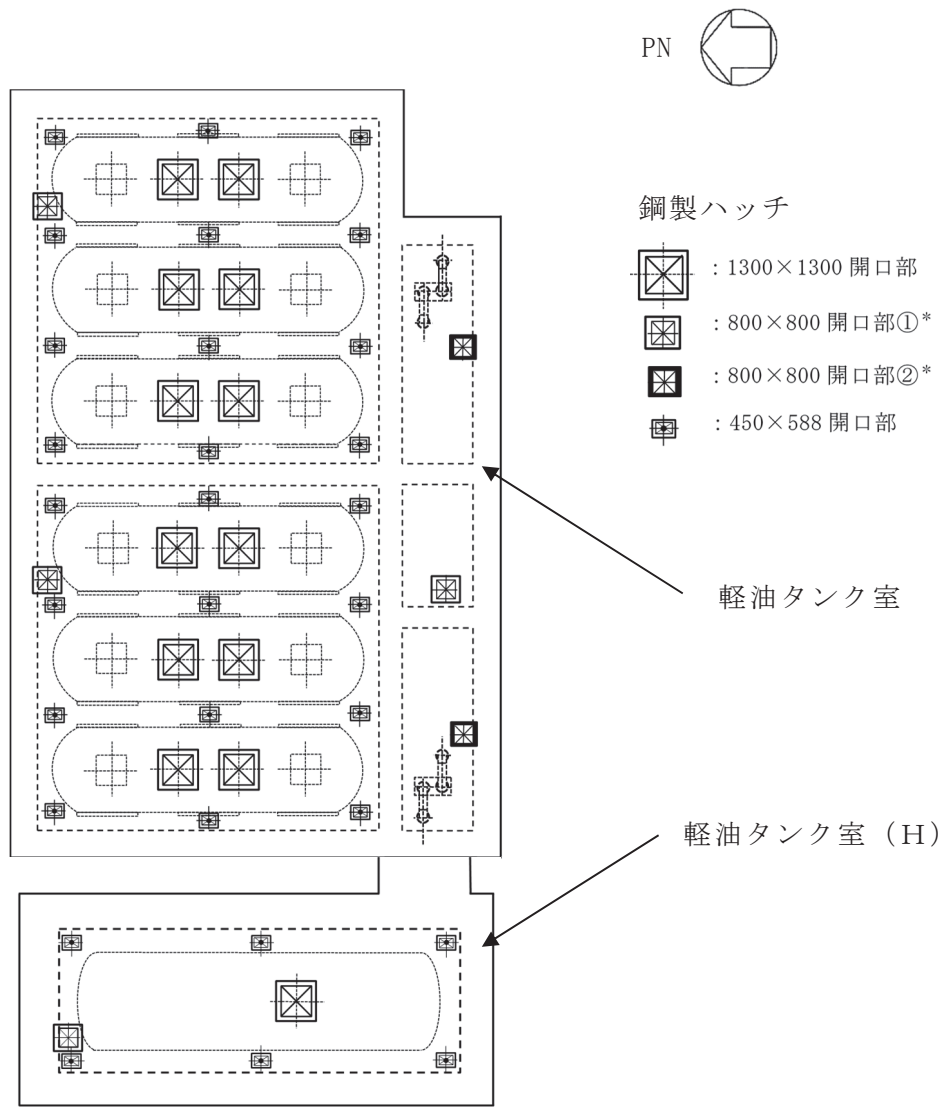 PN
鋼製ハッチ
：1300×1300 開口部
：800×800 開口部①*
：800×800 開口部②*
：450×588 開口部
軽油タンク室
軽油タンク室（H）